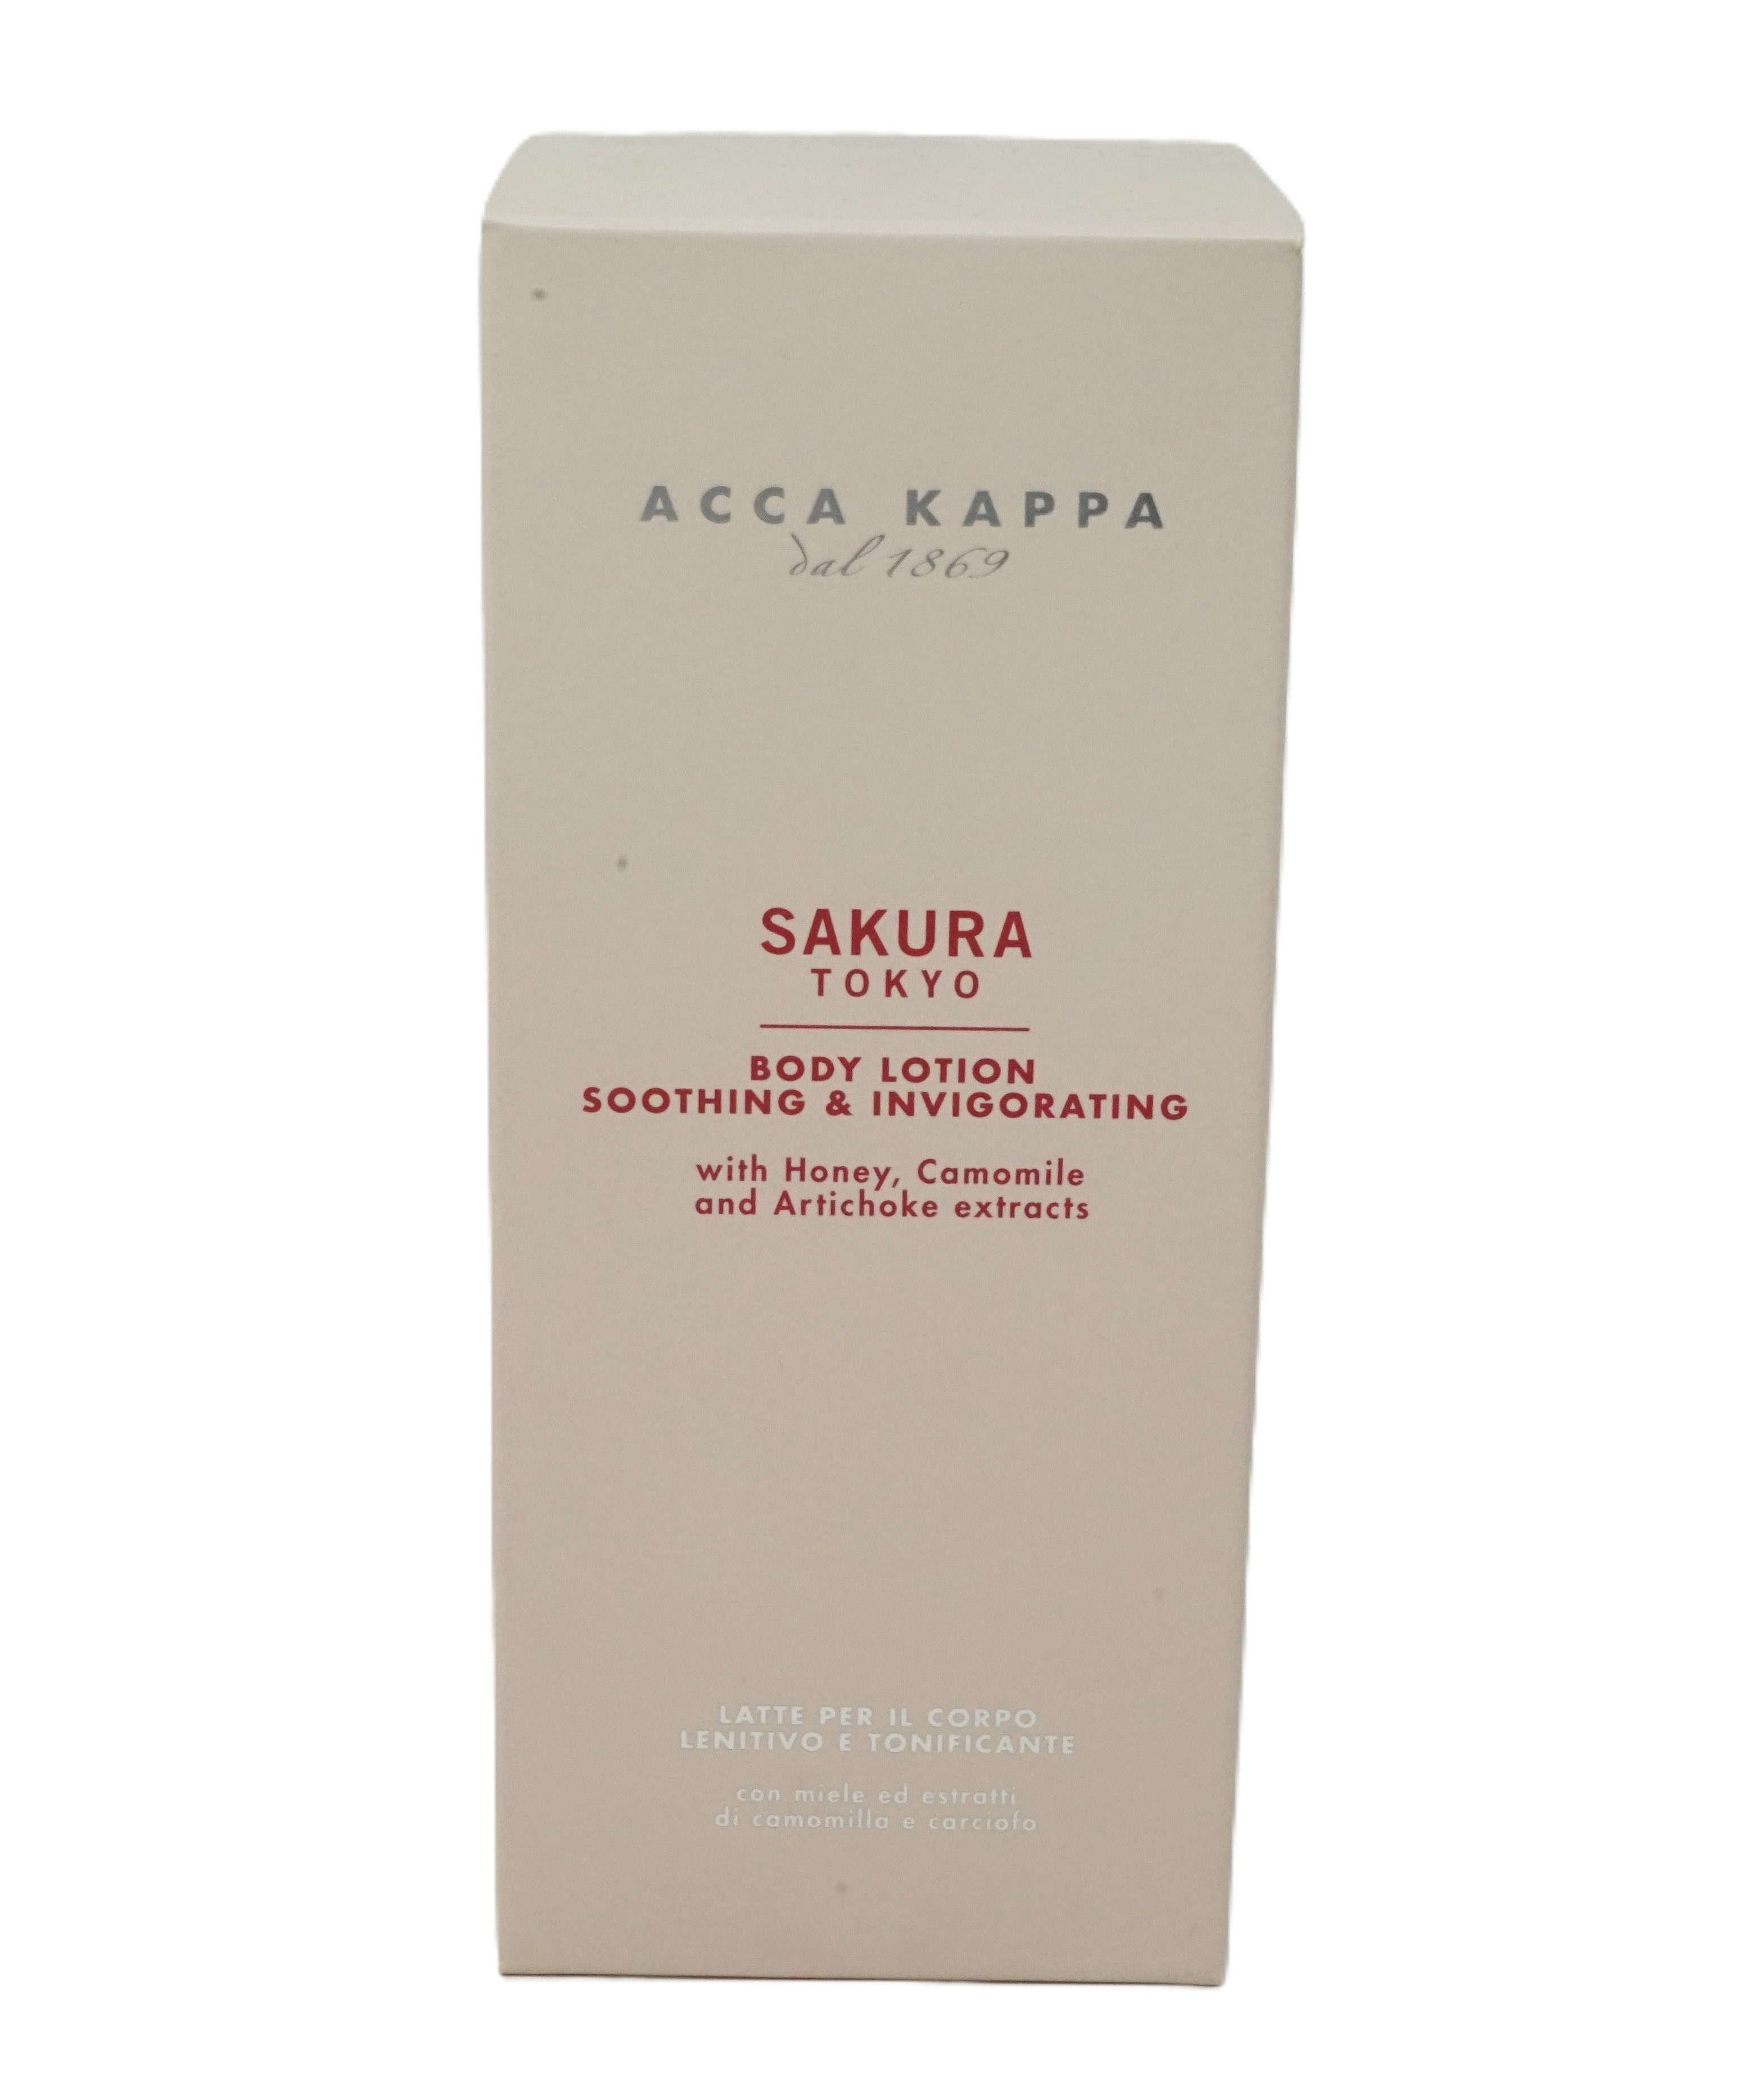 ACCA KAPPA
dal 1869
SAKURA
TOKYO
BODY LOTION
SOOTHING & INVIGORATING
with Honey, Camomile
and Artichoke extracts
LATTE PER IL CORPO
LENITIVO E TONIFICANTE
con miele ed estratti
di camomilla e carciofo